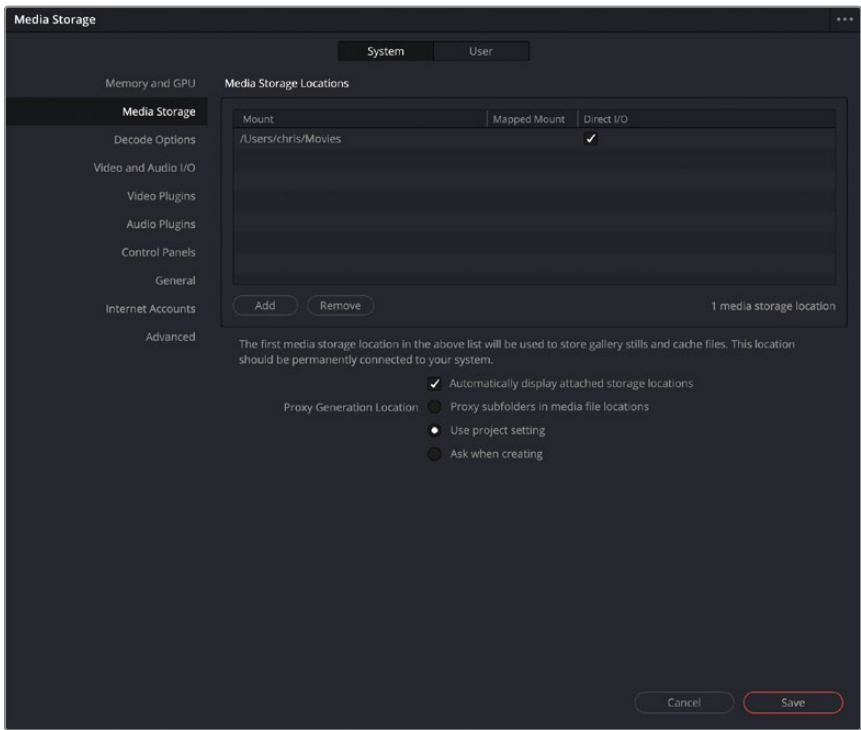 Media Storage
System User
Memory and GPU
Media Storage
Decode Options
Video and Audio I/O
Video Plugins
Audio Plugins
Control Panels
General
Internet Accounts
Advanced
Media Storage Locations
Mount Mapped Mount Direct I/O
/Users/chris/Movies
Add Remove 1 media storage location
The first media storage location in the above list will be used to store gallery stills and cache files. This location
should be permanently connected to your system.
Automatically display attached storage locations
Proxy Generation Location Proxy subfolders in media file locations
Use project setting
Ask when creating
Cancel Save